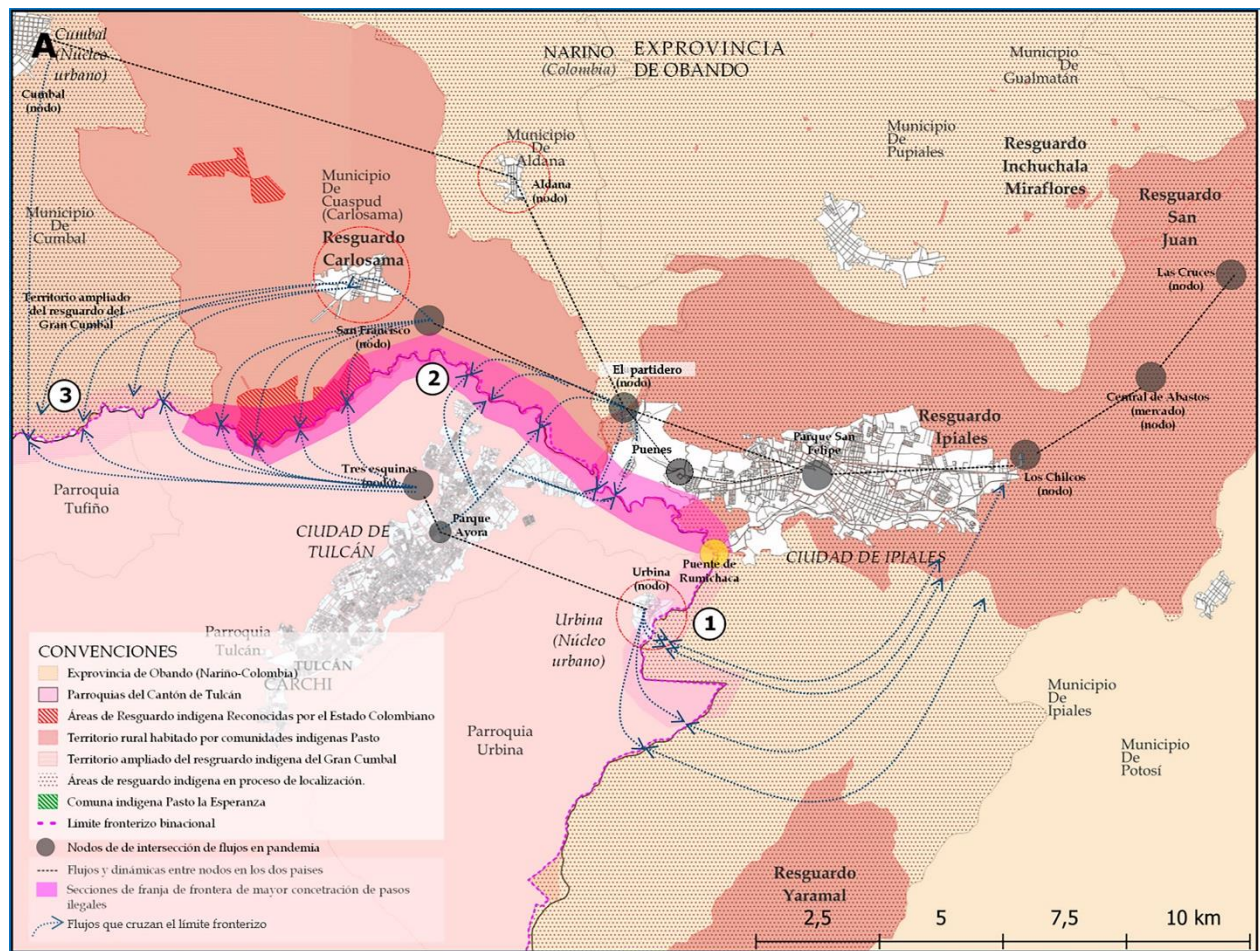 A
Cumbal
(Núcleo
urbano)
Cumbal
(nodo)
NARINO
(Colombia)
EXPROVINCIA
DE OBANDO
Municipio
De
Gualmatán
Municipio
De
Aldana
Aldana
(nodo)
Municipio
De
Pupiales
Resguardo
Inchuchala
Miraflores
Resguardo
San
Juan
Municipio
De
Cuaspud
(Carlosama)
Resguardo
Carlosama
Municipio
De
Cumbal
Las Cruces
(nodo)
Territorio ampliado
del resguardo del
Gran Cumbal
San Francisco
(nodo)
3
2
El partidero
(nodo)
Central de Abastos
(mercado)
(nodo)
Resguardo
Ipiales
Parque San
Felipe
Puenes
Los Chilcos
(nodo)
Tres esquinas
(nodo)
Parroquia
Tufiño
CIUDAD DE
TULCÁN
Parque
Ayora
CIUDAD DE IPIALES
Puente de
Rumichaca
Urbina
(nodo)
1
Urbina
(Núcleo
urbano)
Parroquia
Tulcán
TULCÁN
CARCHI
Municipio
De
Ipiales
Parroquia
Urbina
Municipio
De
Potosí
Resguardo
Yaramal
CONVENCIONES
Exprovincia de Obando (Nariño-Colombia)
Parroquias del Cantón de Tulcán
Áreas de Resguardo indígena Reconocidas por el Estado Colombiano
Territorio rural habitado por comunidades indígenas Pasto
Territorio ampliado del resgruardo indígena del Gran Cumbal
Áreas de resguardo indígena en proceso de localización.
Comuna indígena Pasto la Esperanza
Límite fronterizo binacional
Nodos de de intersección de flujos en pandemia
Flujos y dinámicas entre nodos en los dos países
Secciones de franja de frontera de mayor concetración de pasos
ilegales
Flujos que cruzan el límite fronterizo
2,5 5 7,5 10 km